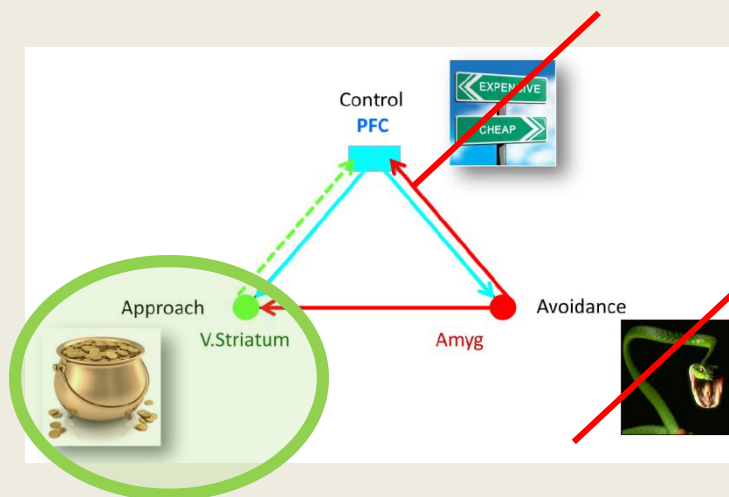 Control
PFC
EXPENSIVE
CHEAP
Approach
V.Striatum
Avoidance
Amyg